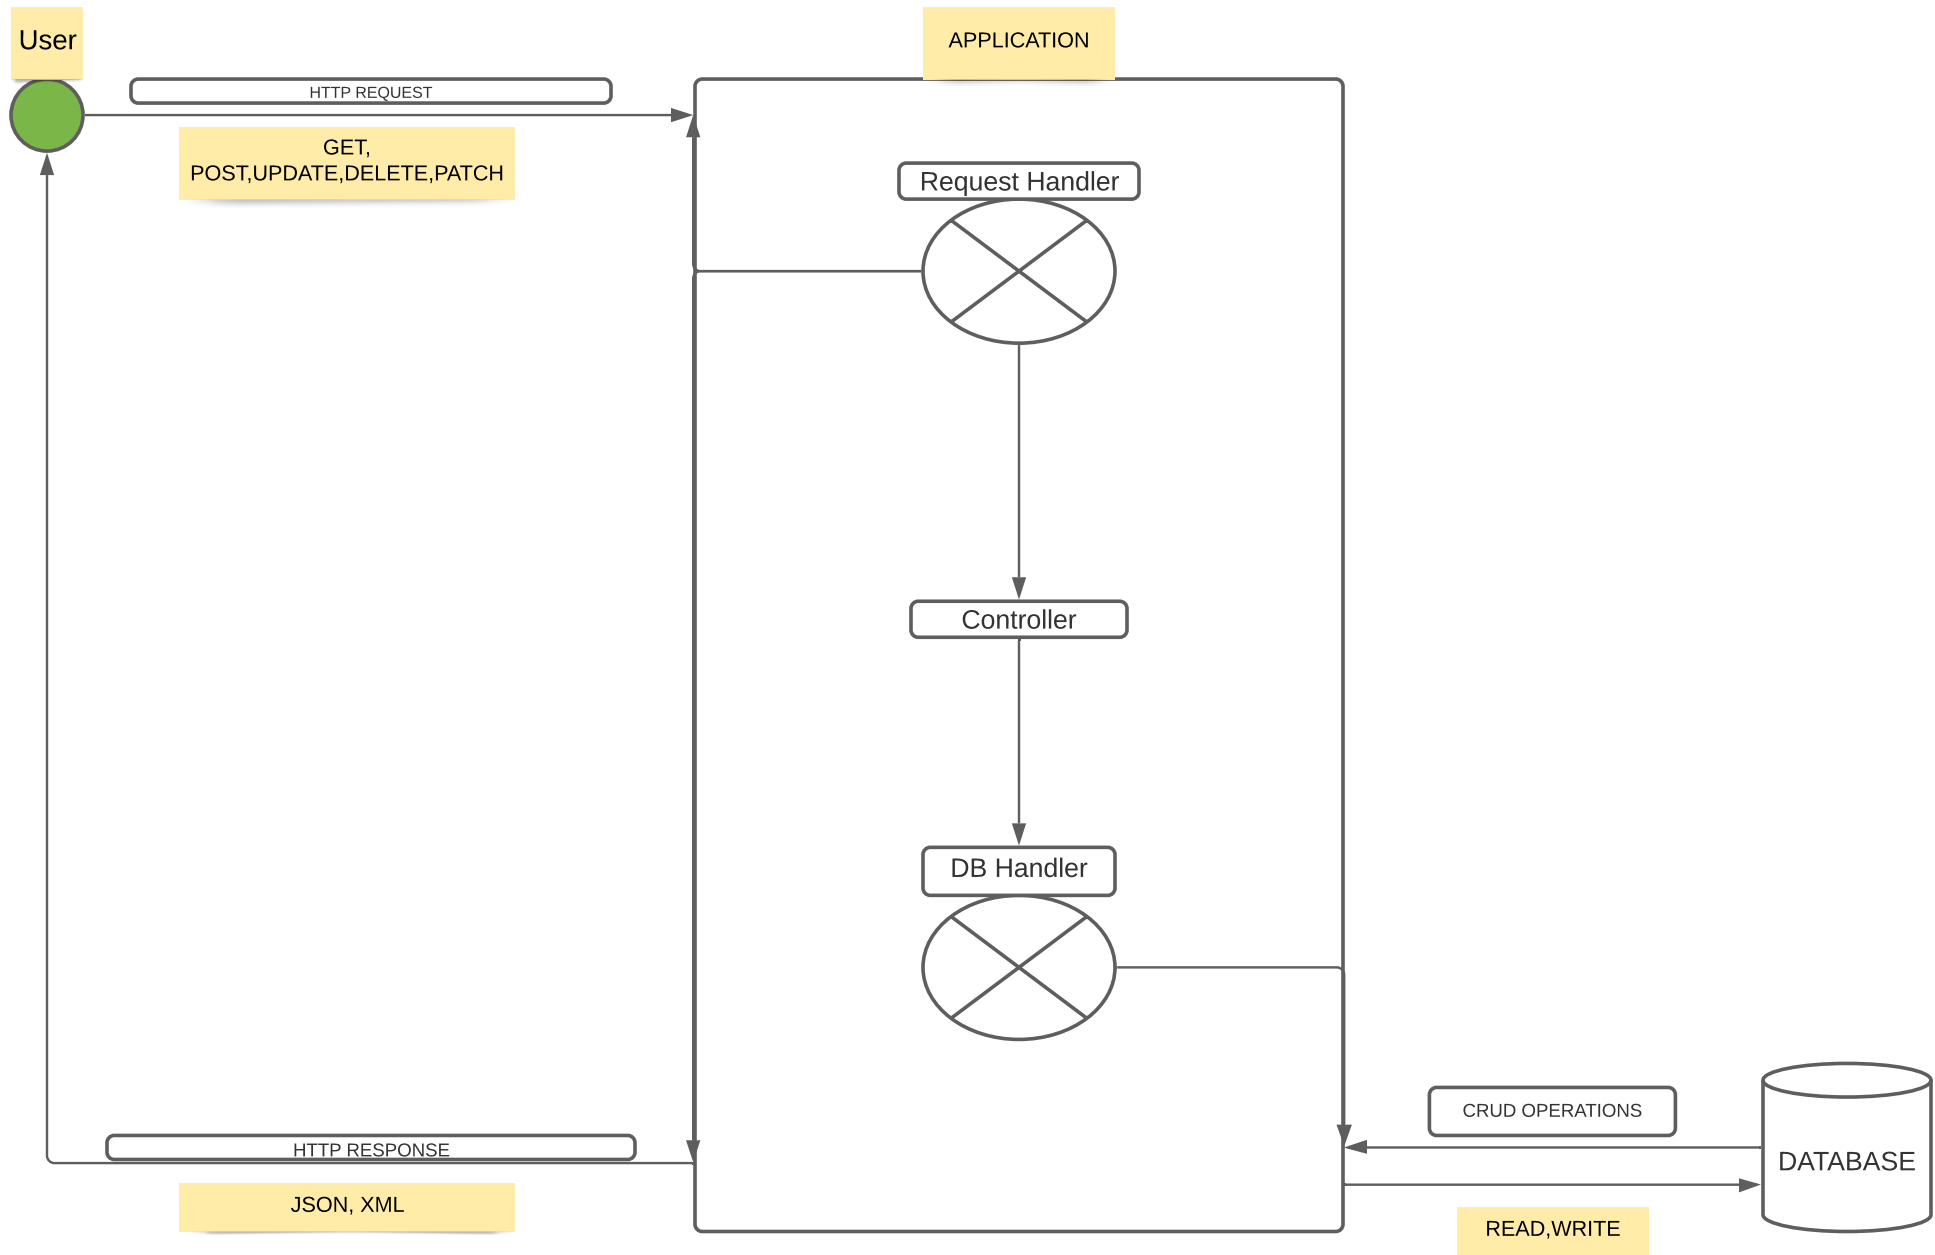 User
APPLICATION
HTTP REQUEST
GET,
POST,UPDATE,DELETE,PATCH
Request Handler
Controller
DB Handler
CRUD OPERATIONS
HTTP RESPONSE
DATABASE
JSON, XML
READ,WRITE